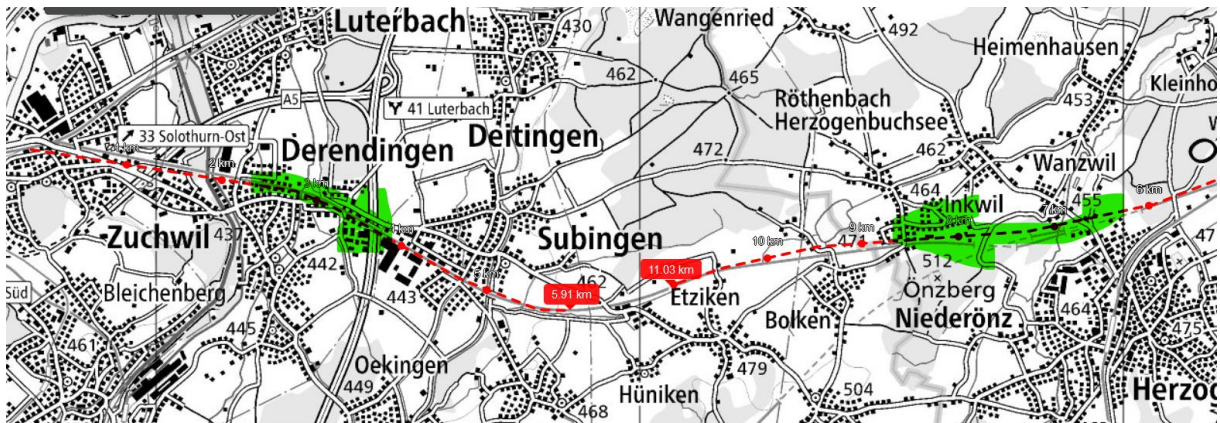 Luterbach
430
Wangenried
492
Heimenhausen
Kleinho
462
465
A5
41 Luterbach
453
Röthenbach
Herzogenbuchsee
33 Solothurn-Ost
Deitingen
Derendingen
472
462
Wanzwil
2 km
464
Inkwil
6 km
7 km
455
Zuchwil
Subingen
10 km
9 km
47
442
11.03 km
512
5.91 km
462
Süd
Bleichenberg
443
Etziken
Önzberg
Bolken
Niederönz
464
475
445
461
Oekingen
449
Hüniken
479
504
468
Herzog